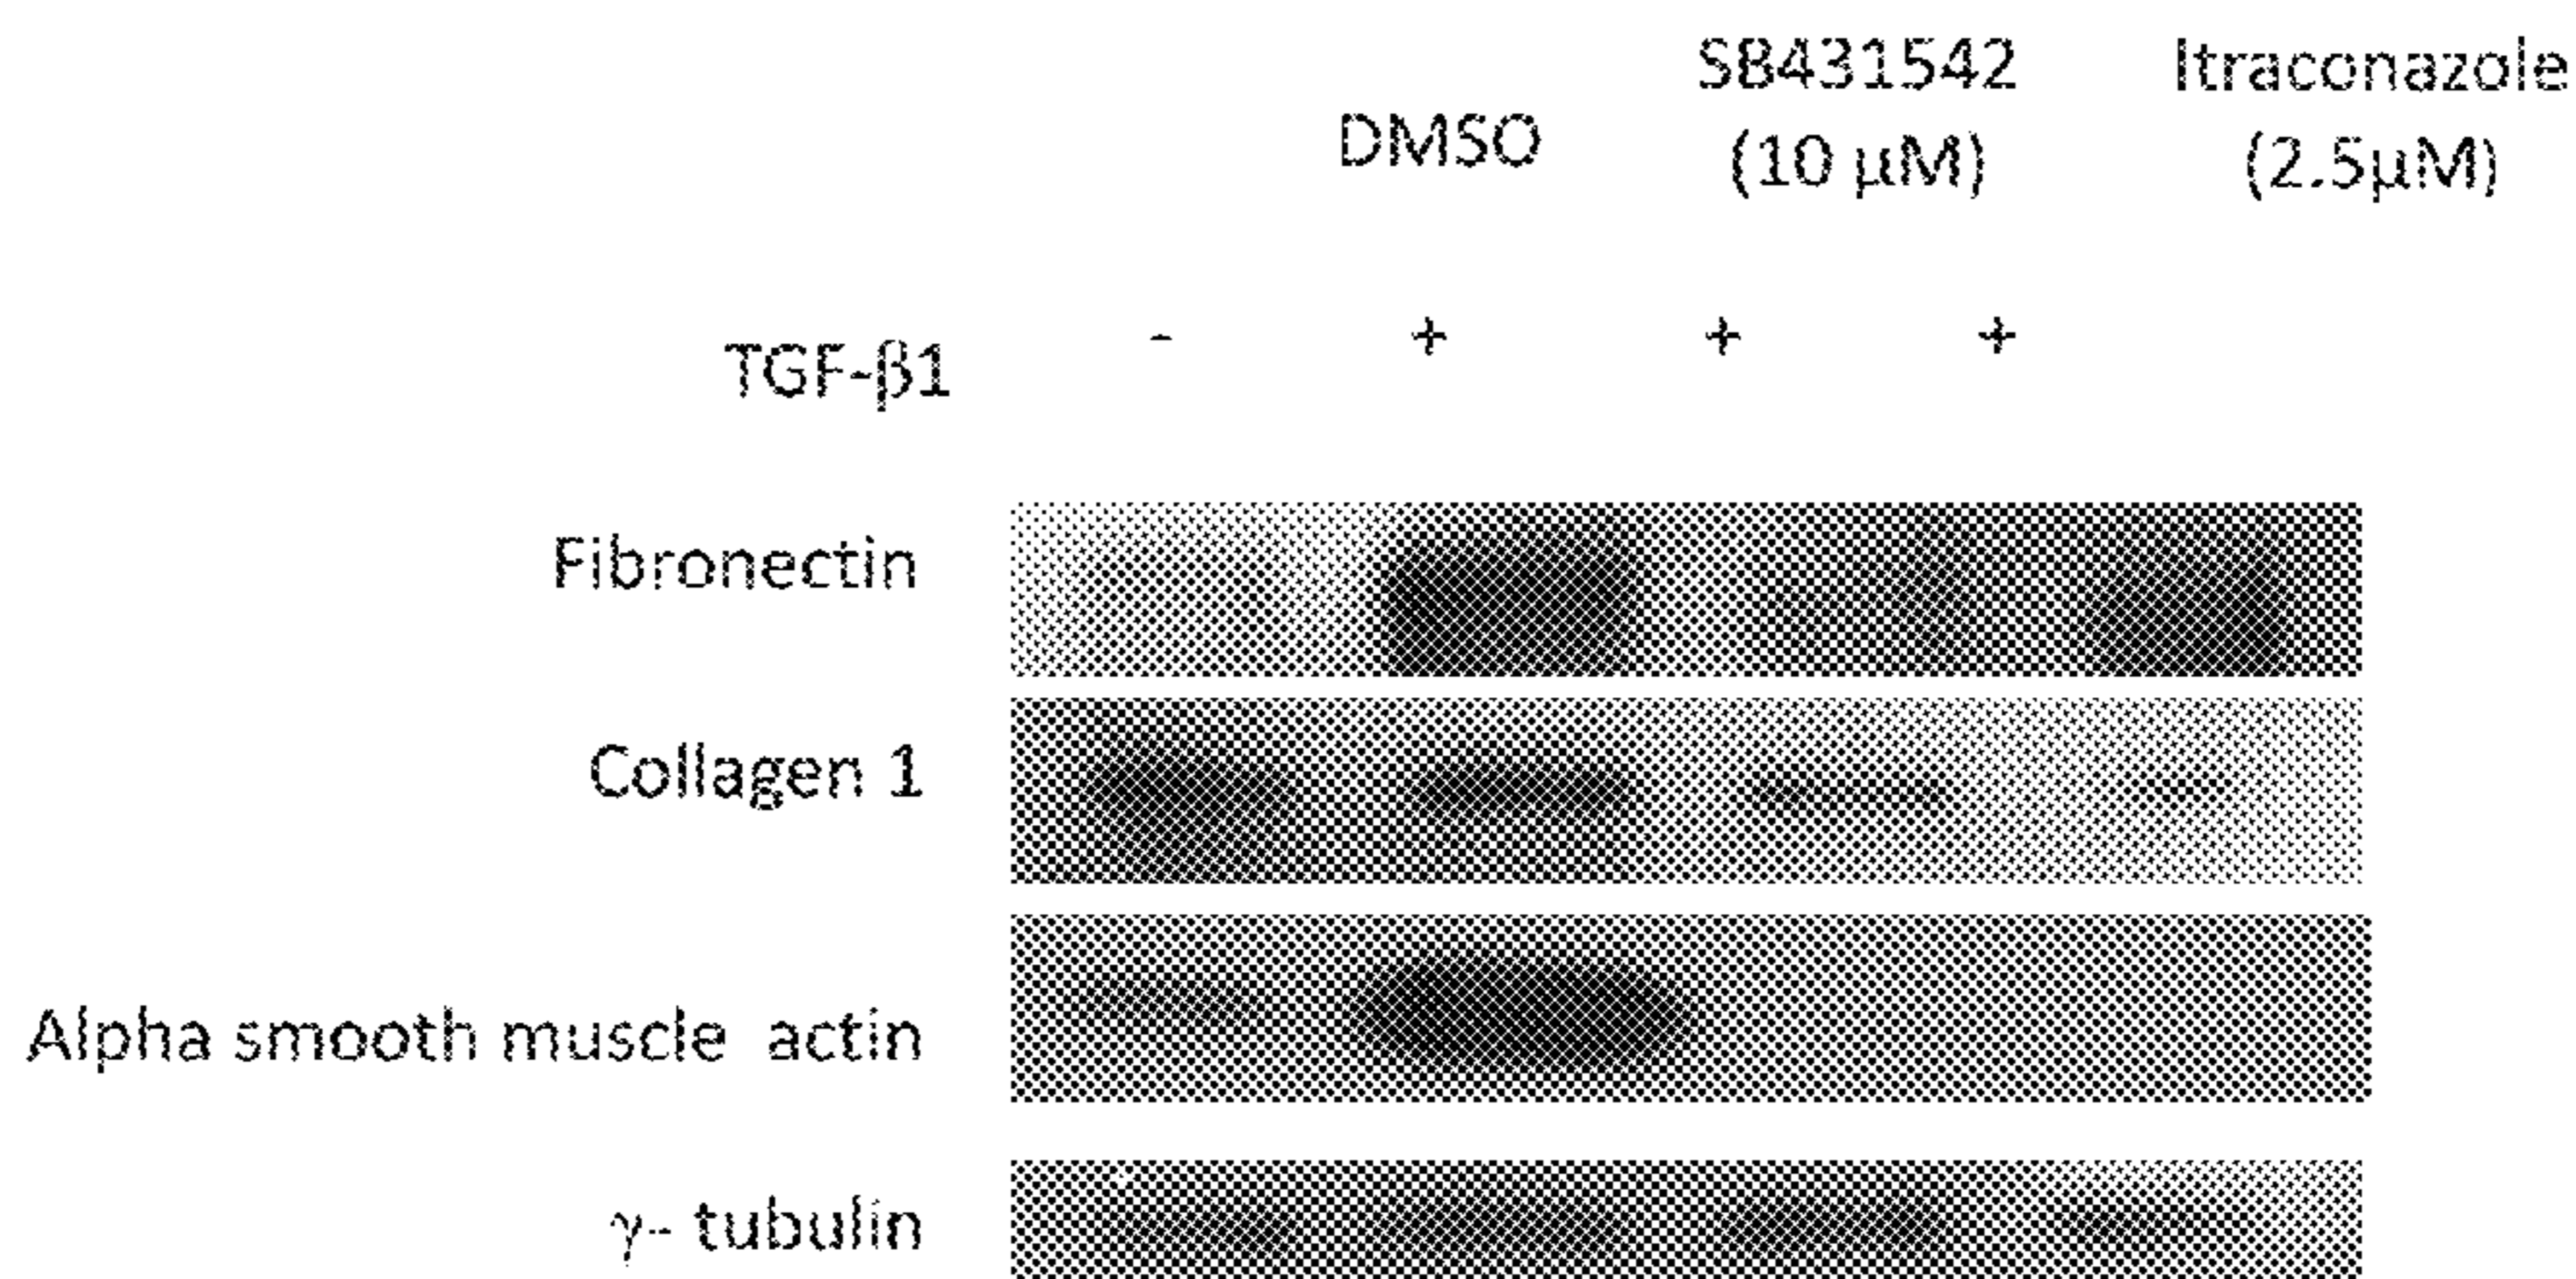 DMSO
SB431542
(10 µM)
Itraconazole
(2.5µM)
TGF-β1 - + + +
Fibronectin
Collagen 1
Alpha smooth muscle actin
γ- tubulin